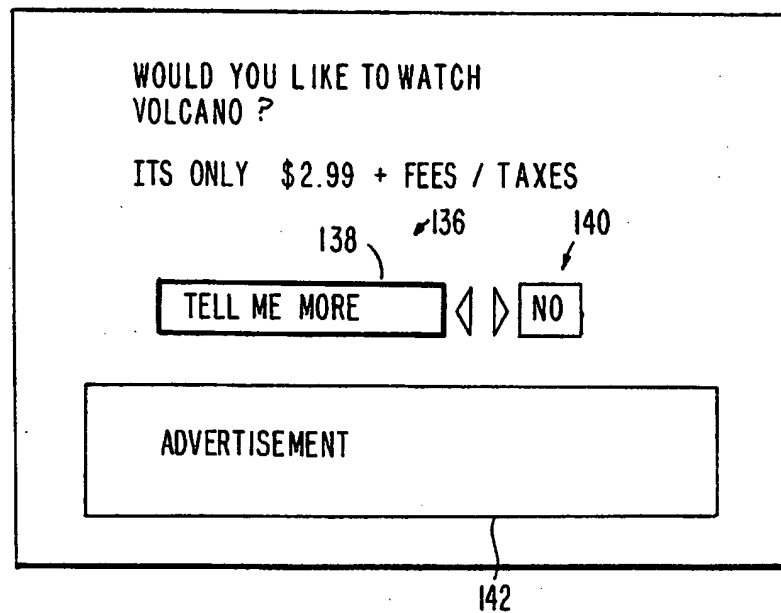 WOULD YOU LIKE TO WATCH
VOLCANO ?
ITS ONLY $2.99 + FEES / TAXES
138 136 140
TELL ME MORE NO
ADVERTISEMENT
142